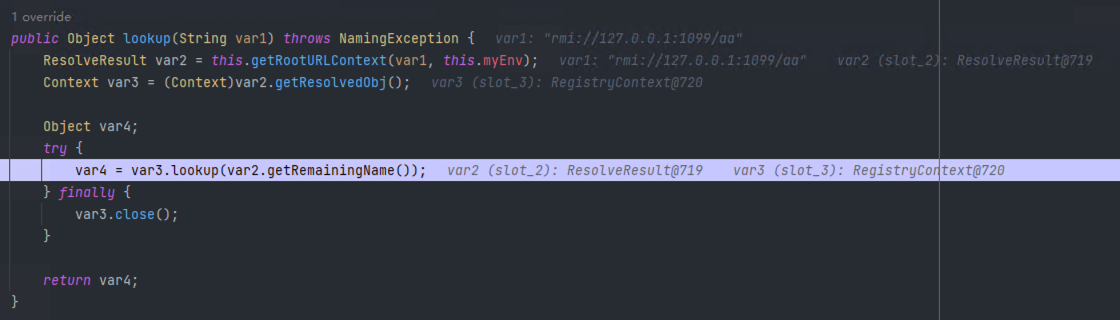 1 override
public Object lookup(String var1) throws NamingException {   var1: "rmi://127.0.0.1:1099/aa"
    ResolveResult var2 = this.getRootURLContext(var1, this.myEnv);   var1: "rmi://127.0.0.1:1099/aa"    var2 (slot_2): ResolveResult@719
    Context var3 = (Context)var2.getResolvedObj();   var3 (slot_3): RegistryContext@720
    Object var4;
    try {
        var4 = var3.lookup(var2.getRemainingName());   var2 (slot_2): ResolveResult@719    var3 (slot_3): RegistryContext@720
    } finally {
        var3.close();
    }
    return var4;
}